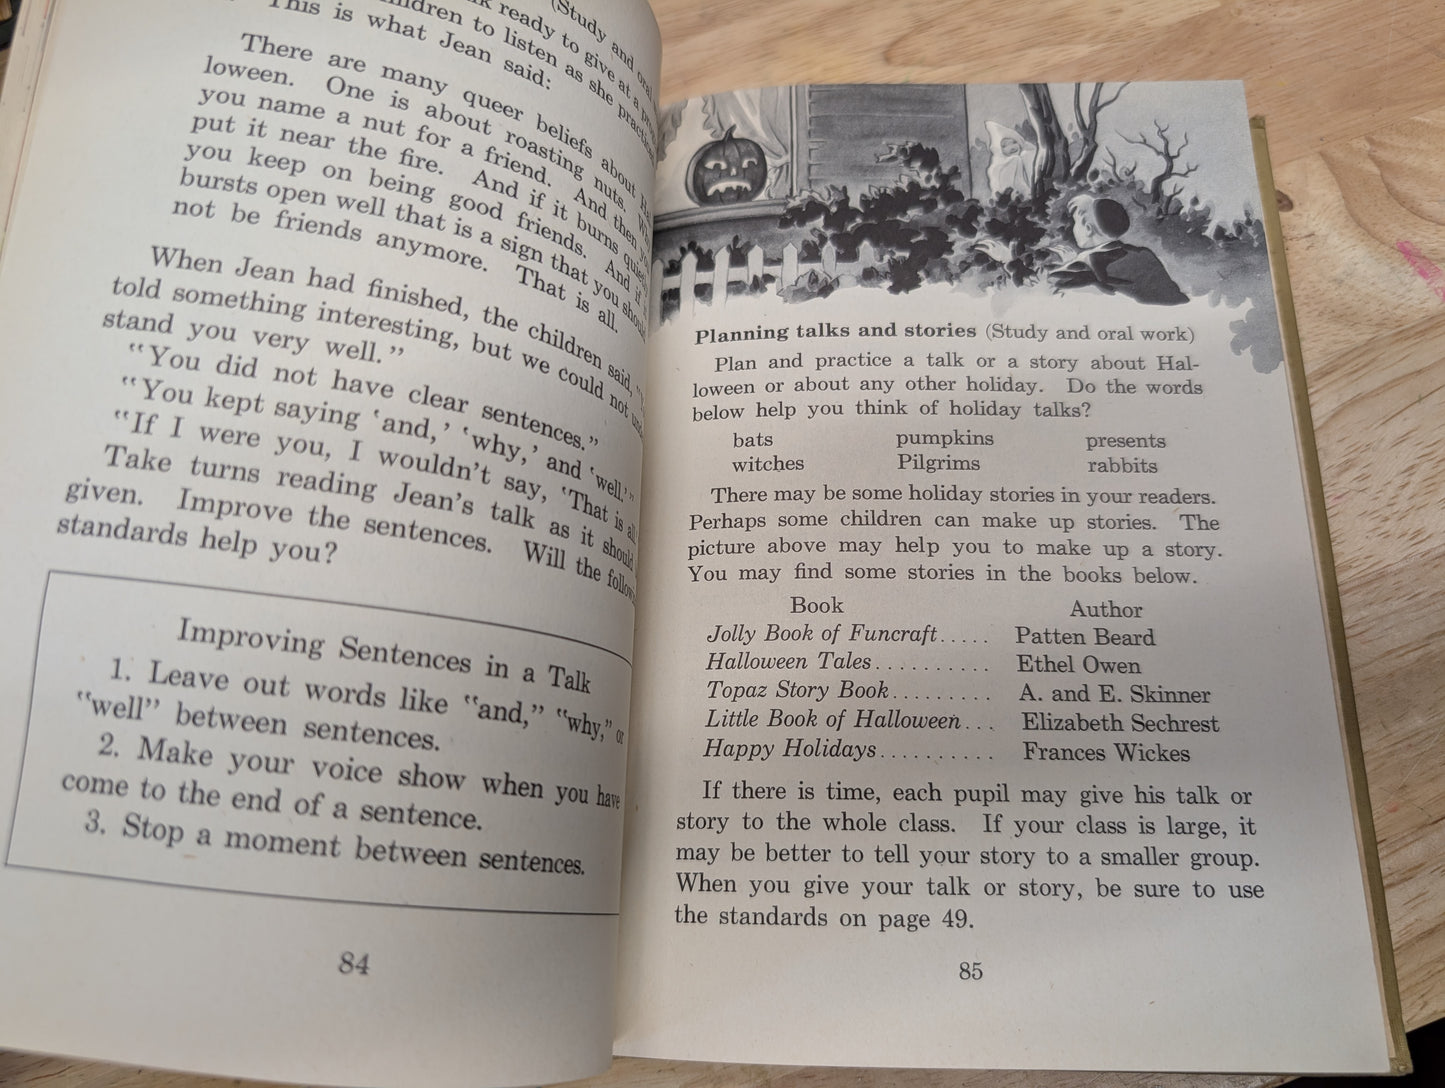 (Study and oral
k ready to give at a
children to listen as she
This is what Jean said:
There are many queer beliefs about
loween. One is about roasting nuts.
you name a nut for a friend. And then you
put it near the fire. And if it burns
you keep on being good friends. And if it
bursts open well that is a sign that you should
not be friends anymore. That is all.
When Jean had finished, the children said,
told something interesting, but we could not
stand you very well.”
“You did not have clear sentences.”
“You kept saying ‘and,’ ‘why,’ and ‘well.’”
“If I were you, I wouldn’t say, ‘That is
Take turns reading Jean’s talk as it should
given. Improve the sentences. Will the
standards help you?
Improving Sentences in a Talk
1. Leave out words like “and,” “why,” or
“well” between sentences.
2. Make your voice show when you have
come to the end of a sentence.
3. Stop a moment between sentences.
84
Planning talks and stories (Study and oral work)
Plan and practice a talk or a story about Hal-
loween or about any other holiday. Do the words
below help you think of holiday talks?
bats pumpkins presents
witches Pilgrims rabbits
There may be some holiday stories in your readers.
Perhaps some children can make up stories. The
picture above may help you to make up a story.
You may find some stories in the books below.
Book Author
Jolly Book of Funcraft..... Patten Beard
Halloween Tales.......... Ethel Owen
Topaz Story Book......... A. and E. Skinner
Little Book of Halloween... Elizabeth Sechrest
Happy Holidays.......... Frances Wickes
If there is time, each pupil may give his talk or
story to the whole class. If your class is large, it
may be better to tell your story to a smaller group.
When you give your talk or story, be sure to use
the standards on page 49.
85